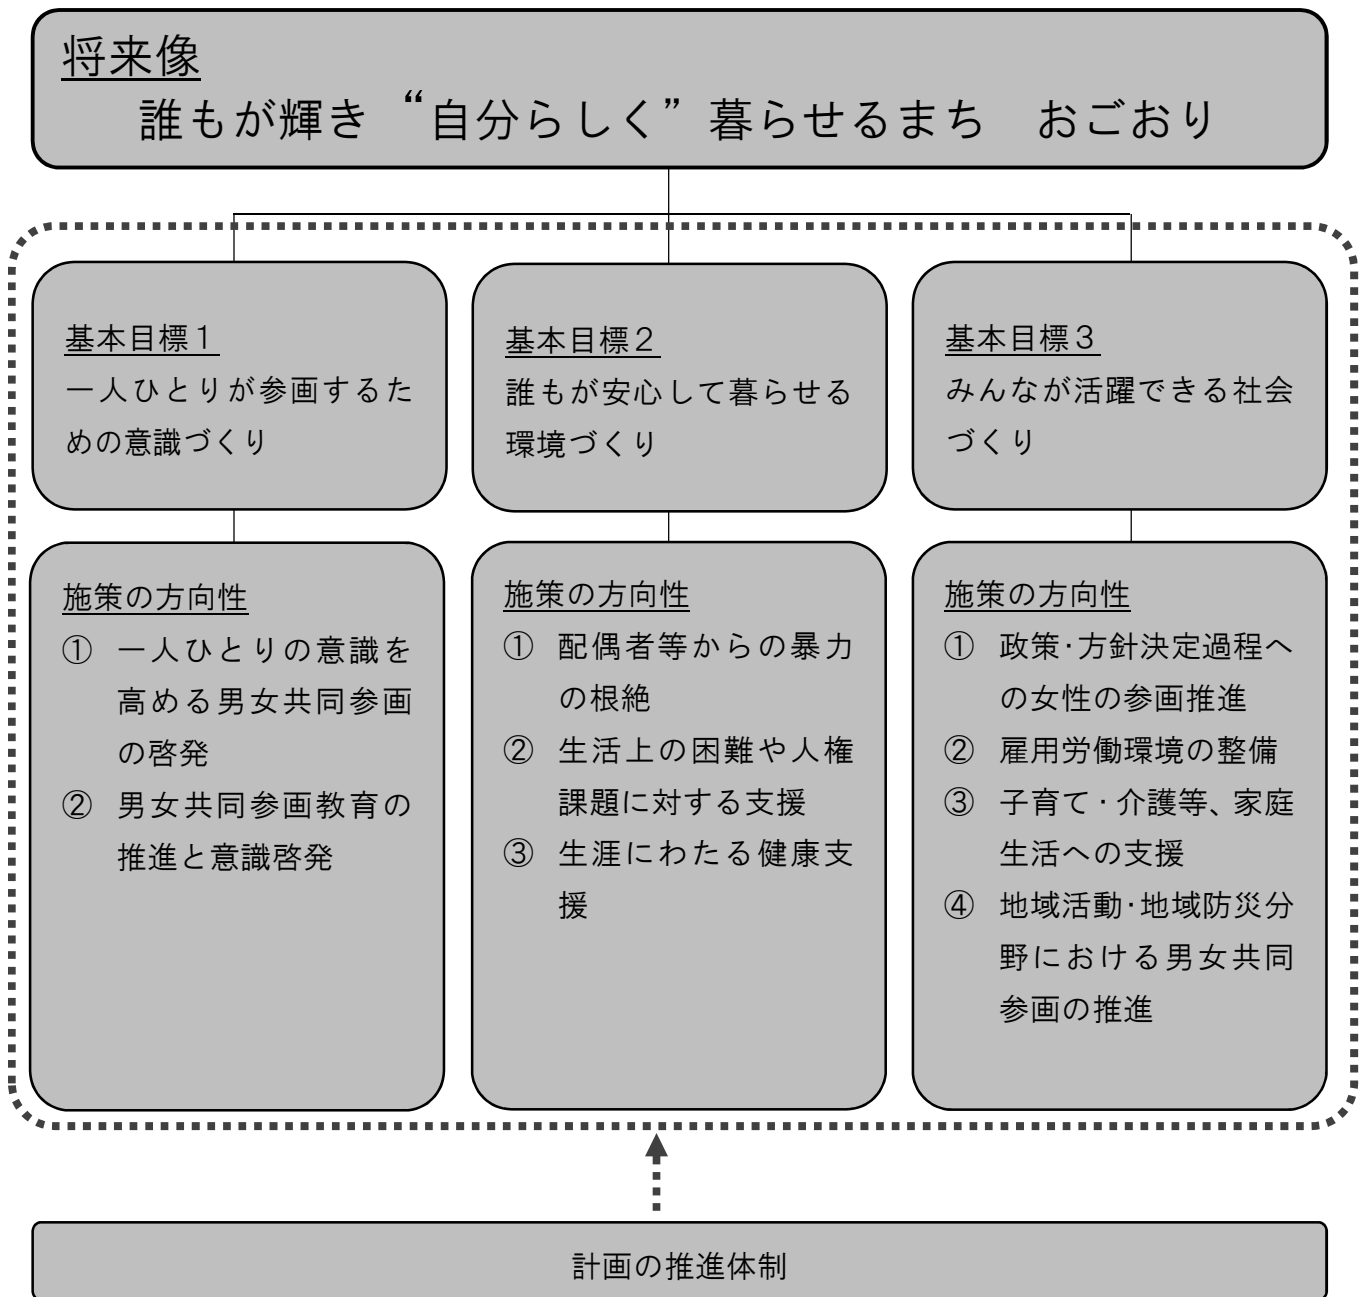 将来像
誰もが輝き “自分らしく” 暮らせるまち　おごおり
基本目標１
一人ひとりが参画するた
めの意識づくり
基本目標２
誰もが安心して暮らせる
環境づくり
基本目標３
みんなが活躍できる社会
づくり
施策の方向性
① 一人ひとりの意識を
高める男女共同参画
の啓発
② 男女共同参画教育の
推進と意識啓発
施策の方向性
① 配偶者等からの暴力
の根絶
② 生活上の困難や人権
課題に対する支援
③ 生涯にわたる健康支
援
施策の方向性
① 政策・方針決定過程へ
の女性の参画推進
② 雇用労働環境の整備
③ 子育て・介護等、家庭
生活への支援
④ 地域活動・地域防災分
野における男女共同
参画の推進
計画の推進体制